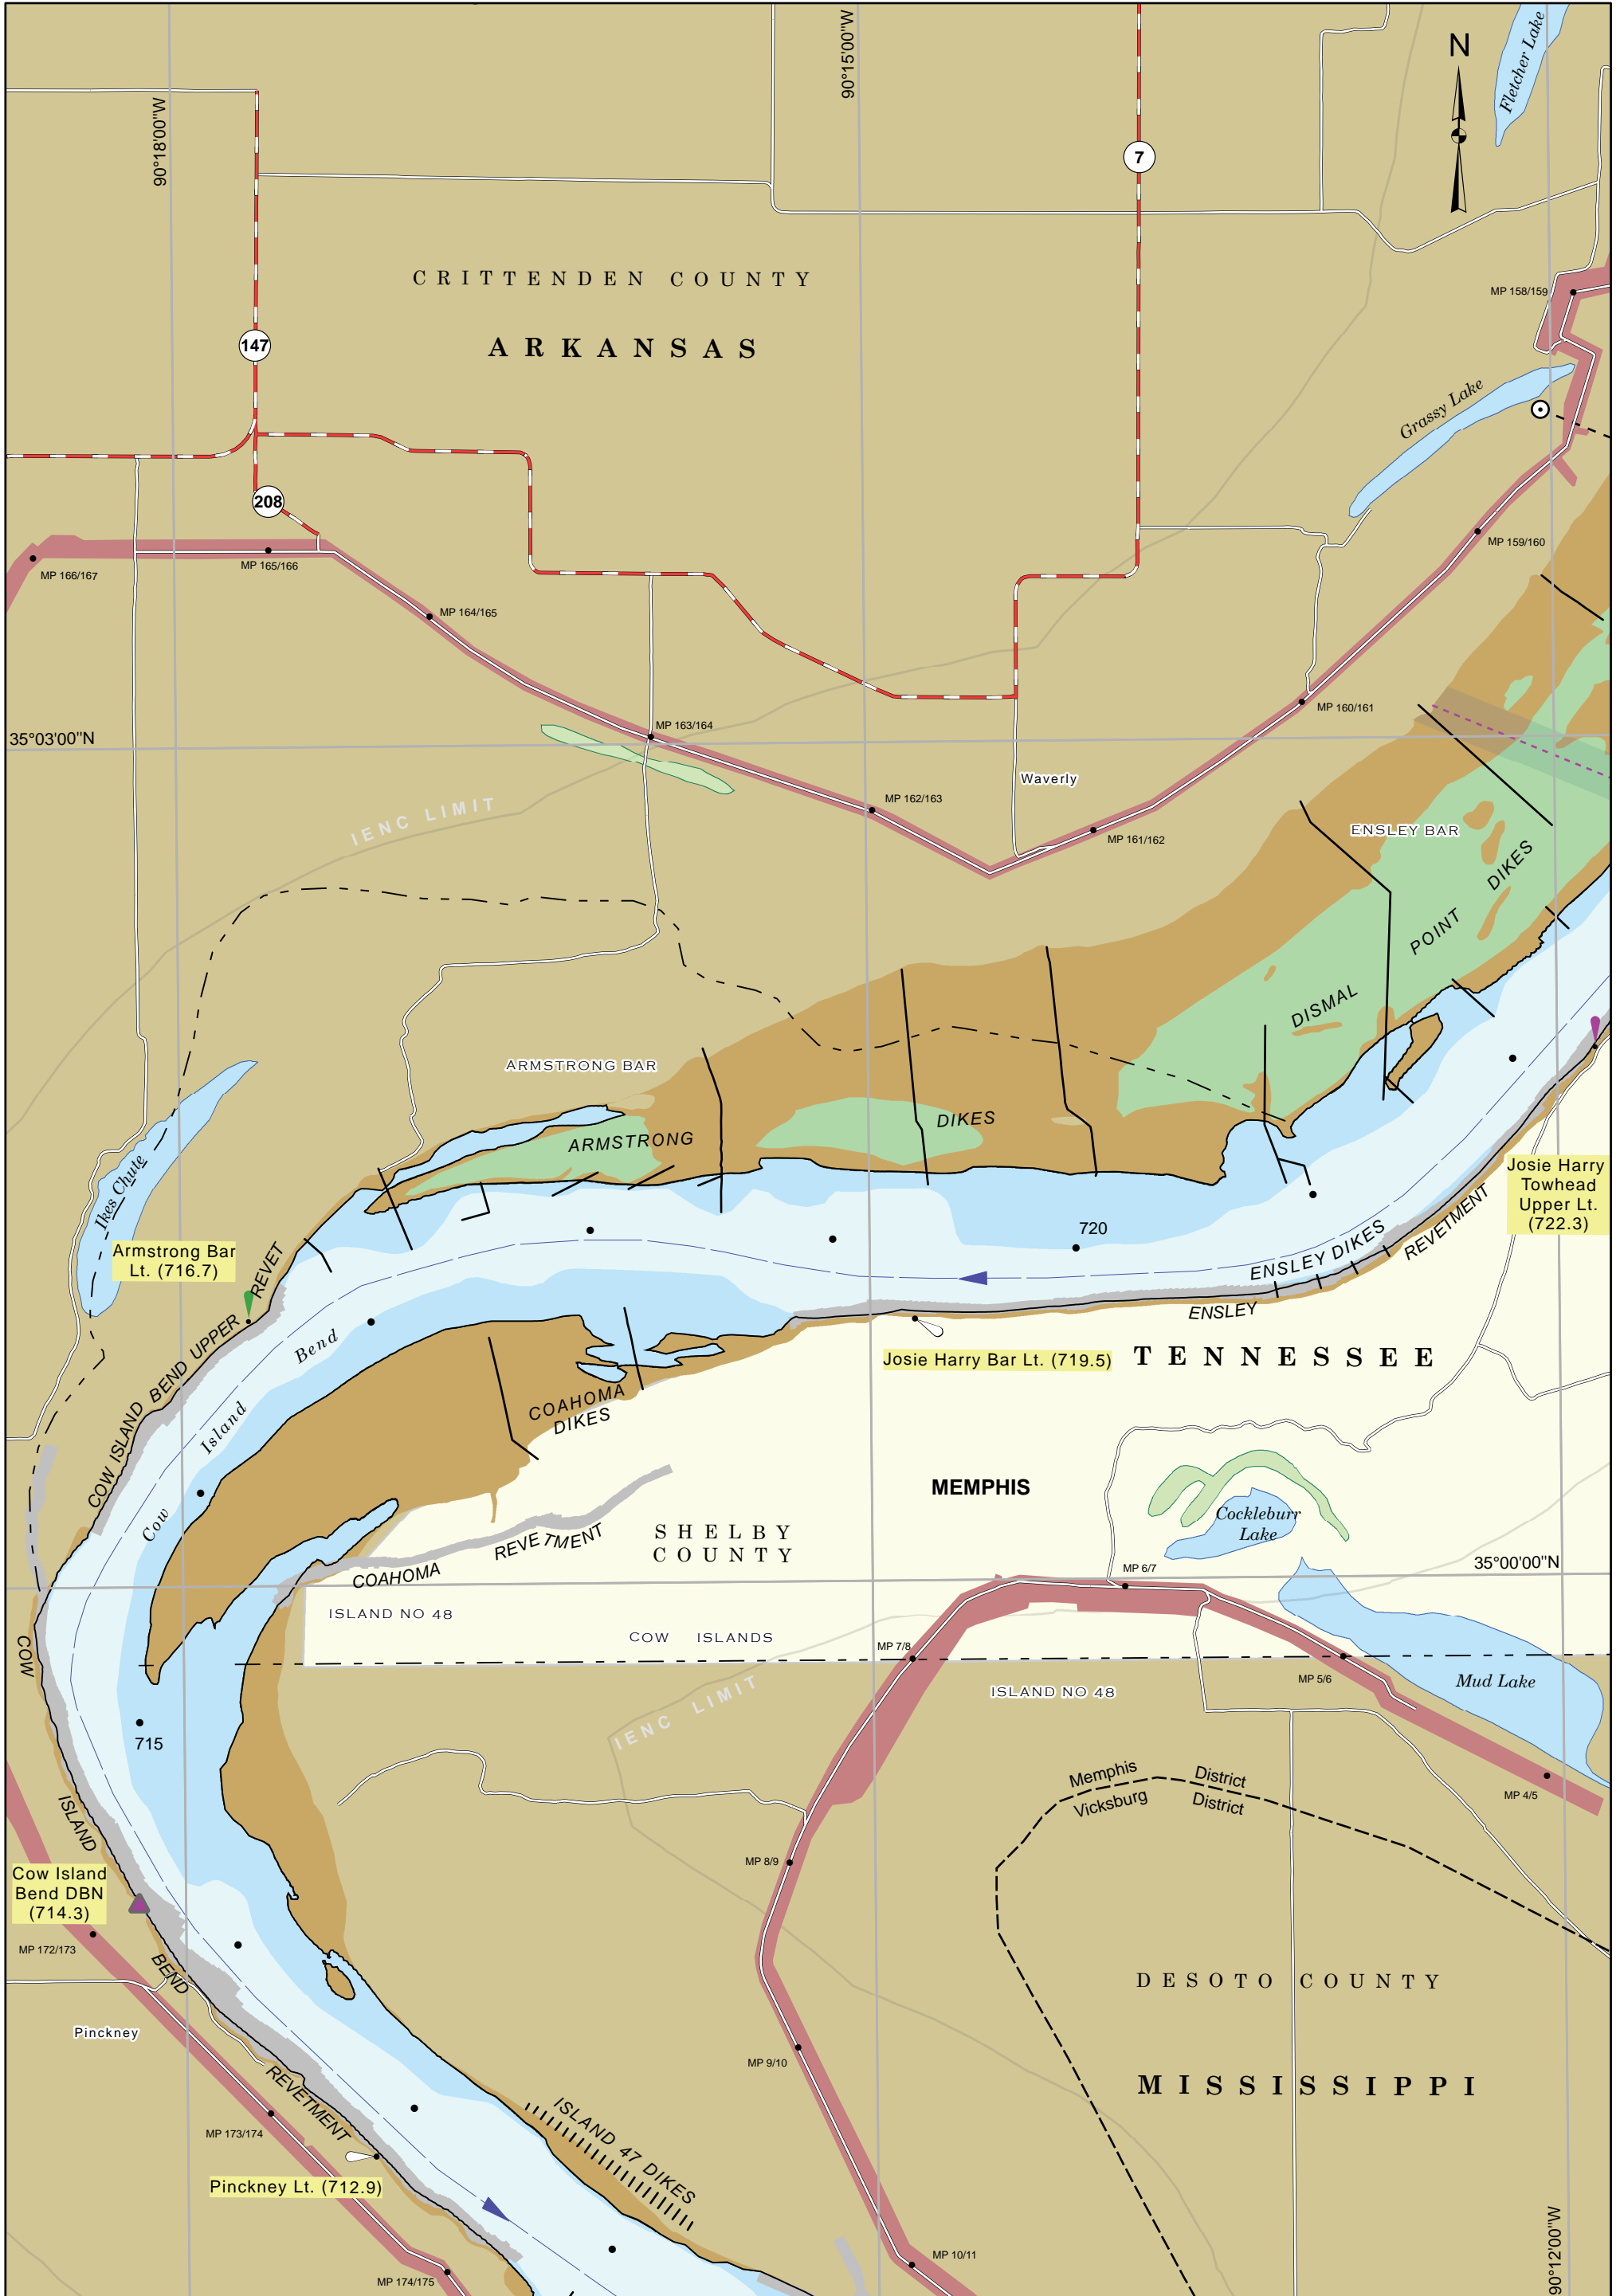 90°15'00"W
N
Fletcher Lake
90°18'00"W
7
CRITTENDEN COUNTY
MP 158/159
147
ARKANSAS
Grassy Lake
208
MP 159/160
MP 165/166
MP 166/167
MP 164/165
MP 160/161
MP 163/164
35°03'00"N
Waverly
MP 162/163
IENC LIMIT
ENSLEY BAR
MP 161/162
DISMAL POINT DIKES
ARMSTRONG BAR
ARMSTRONG DIKES
Ikes Chute
Josie Harry
Towhead
Upper Lt.
(722.3)
Armstrong Bar
Lt. (716.7)
720
ENSLEY DIKES
ENSLEY REVETMENT
COW ISLAND BEND UPPER REVET
Cow Island Bend
Josie Harry Bar Lt. (719.5)
TENNESSEE
COAHOMA
DIKES
MEMPHIS
Cockleburr
Lake
SHELBY
COUNTY
COAHOMA REVETMENT
35°00'00"N
MP 6/7
ISLAND NO 48
COW ISLANDS
MP 7/8
COW ISLAND BEND REVETMENT
MP 5/6
Mud Lake
ISLAND NO 48
IENC LIMIT
715
Memphis District
Vicksburg District
MP 4/5
MP 8/9
Cow Island
Bend DBN
(714.3)
MP 172/173
DESOTO COUNTY
Pinckney
MP 9/10
MISSISSIPPI
MP 173/174
ISLAND 47 DIKES
Pinckney Lt. (712.9)
90°12'00"W
MP 10/11
MP 174/175